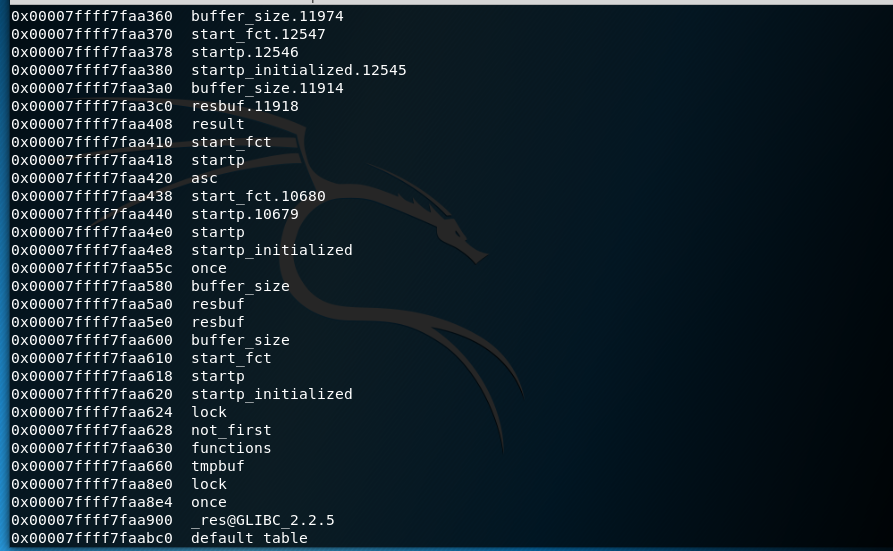 0x00007ffff7faa360 buffer_size.11974
0x00007ffff7faa370 start_fct.12547
0x00007ffff7faa378 startp.12546
0x00007ffff7faa380 startp_initialized.12545
0x00007ffff7faa3a0 buffer_size.11914
0x00007ffff7faa3c0 resbuf.11918
0x00007ffff7faa408 result
0x00007ffff7faa410 start_fct
0x00007ffff7faa418 startp
0x00007ffff7faa420 asc
0x00007ffff7faa438 start_fct.10680
0x00007ffff7faa440 startp.10679
0x00007ffff7faa4e0 startp
0x00007ffff7faa4e8 startp_initialized
0x00007ffff7faa55c once
0x00007ffff7faa580 buffer_size
0x00007ffff7faa5a0 resbuf
0x00007ffff7faa5e0 resbuf
0x00007ffff7faa600 buffer_size
0x00007ffff7faa610 start_fct
0x00007ffff7faa618 startp
0x00007ffff7faa620 startp_initialized
0x00007ffff7faa624 lock
0x00007ffff7faa628 not_first
0x00007ffff7faa630 functions
0x00007ffff7faa660 tmpbuf
0x00007ffff7faa8e0 lock
0x00007ffff7faa8e4 once
0x00007ffff7faa900 _res@GLIBC_2.2.5
0x00007ffff7faabc0 default table